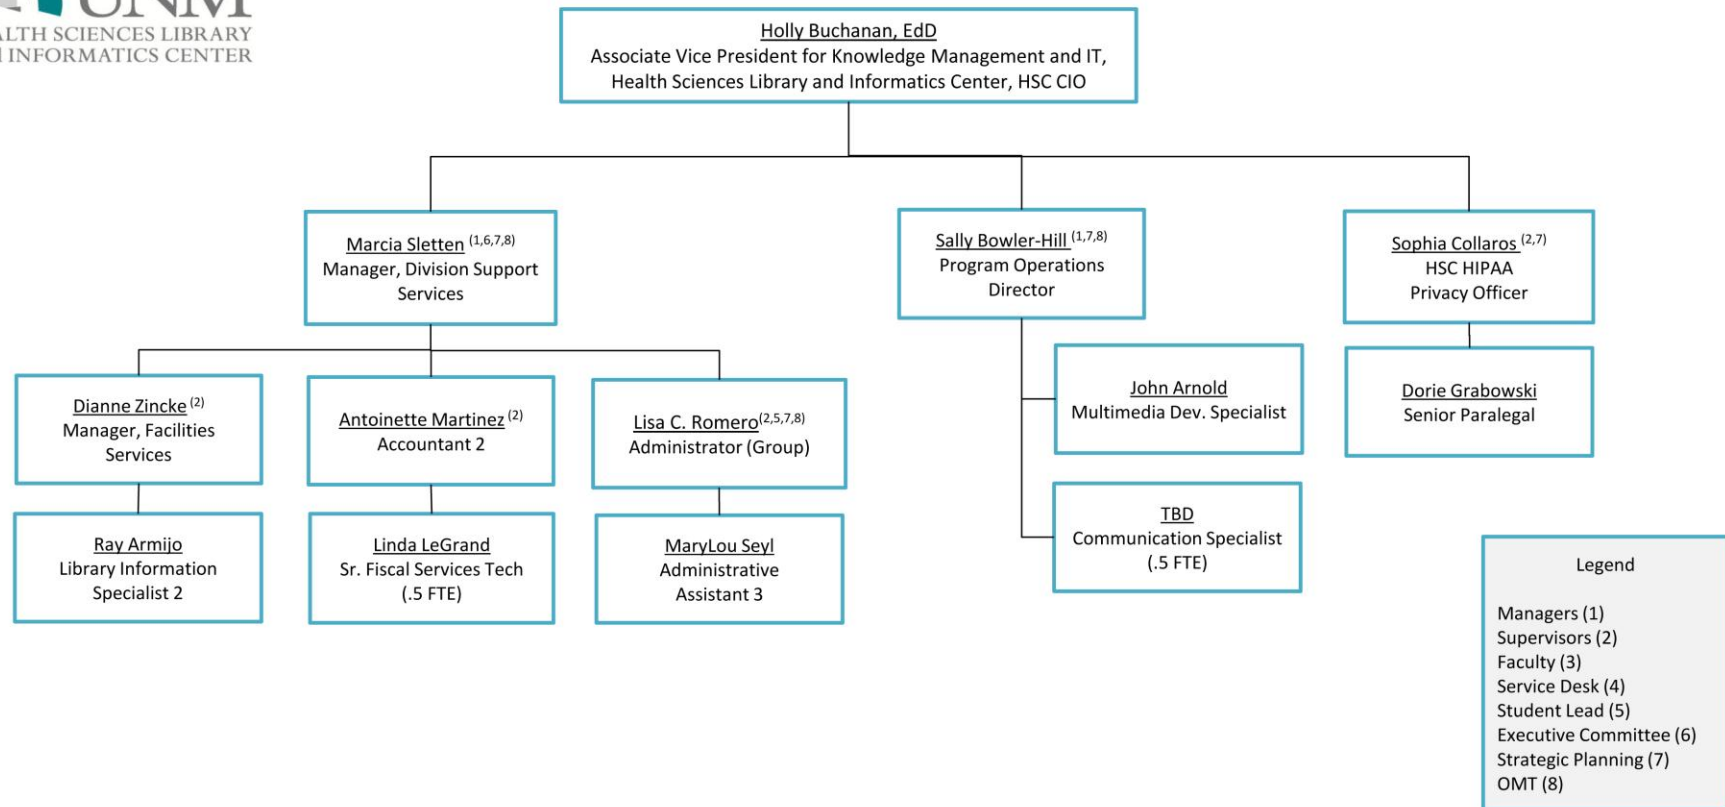 UNM
HEALTH SCIENCES LIBRARY
INFORMATICS CENTER
Holly Buchanan, EdD
Associate Vice President for Knowledge Management and IT,
Health Sciences Library and Informatics Center, HSC CIO
Marcia Sletten (1,6,7,8)
Manager, Division Support
Services
Sally Bowler-Hill (1,7,8)
Program Operations
Director
Sophia Collaros (2,7)
HSC HIPAA
Privacy Officer
Dianne Zincke (2)
Manager, Facilities
Services
Antoinette Martinez (2)
Accountant 2
Lisa C. Romero(2,5,7,8)
Administrator (Group)
John Arnold
Multimedia Dev. Specialist
Dorie Grabowski
Senior Paralegal
Ray Armijo
Library Information
Specialist 2
Linda LeGrand
Sr. Fiscal Services Tech
(.5 FTE)
MaryLou Seyl
Administrative
Assistant 3
TBD
Communication Specialist
(.5 FTE)
Legend
Managers (1)
Supervisors (2)
Faculty (3)
Service Desk (4)
Student Lead (5)
Executive Committee (6)
Strategic Planning (7)
OMT (8)